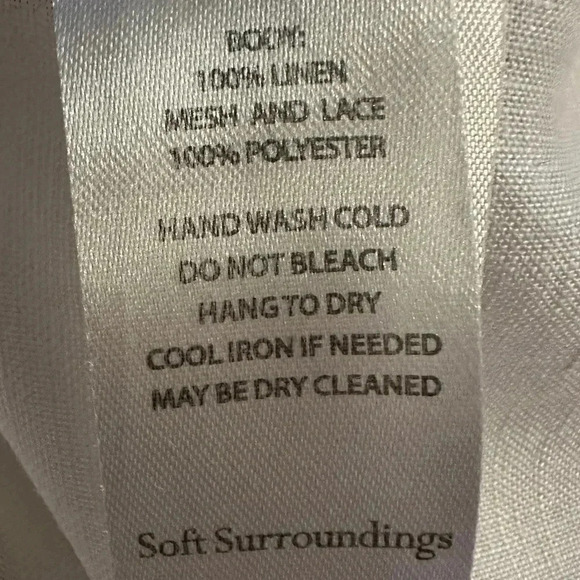 BODY:
100% LINEN
MESH AND LACE
100% POLYESTER
HAND WASH COLD
DO NOT BLEACH
HANG TO DRY
COOL IRON IF NEEDED
MAY BE DRY CLEANED
Soft Surroundings